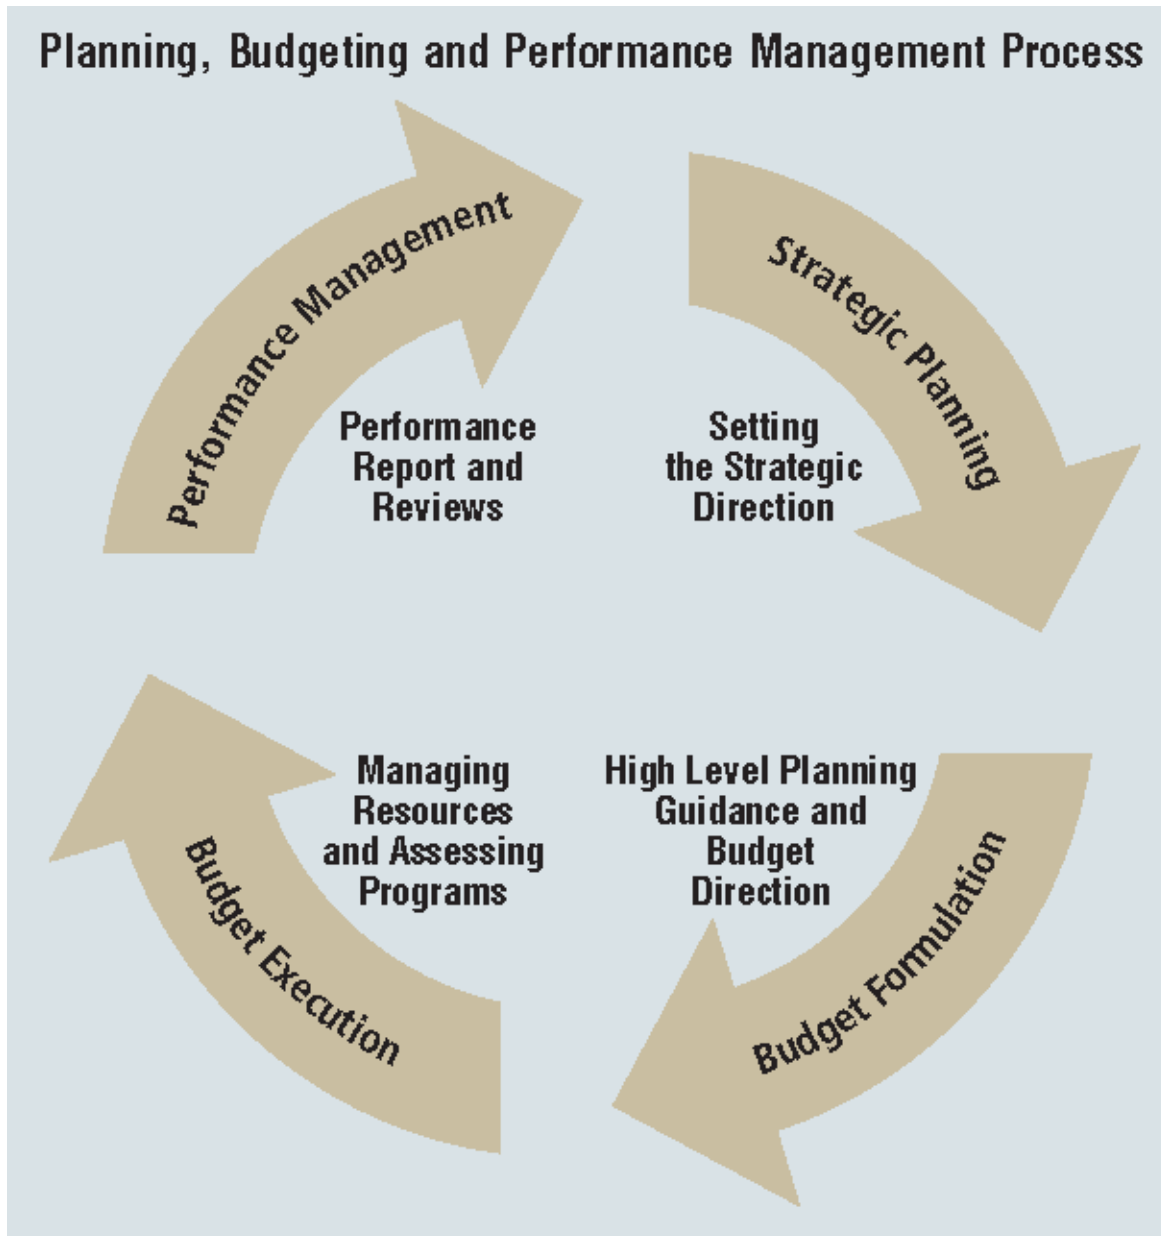 Planning, Budgeting and Performance Management Process
Performance Management
Strategic Planning
Performance
Report and
Reviews
Setting
the Strategic
Direction
Managing
Resources
and Assessing
Programs
High Level Planning
Guidance and
Budget
Direction
Budget Execution
Budget Formulation